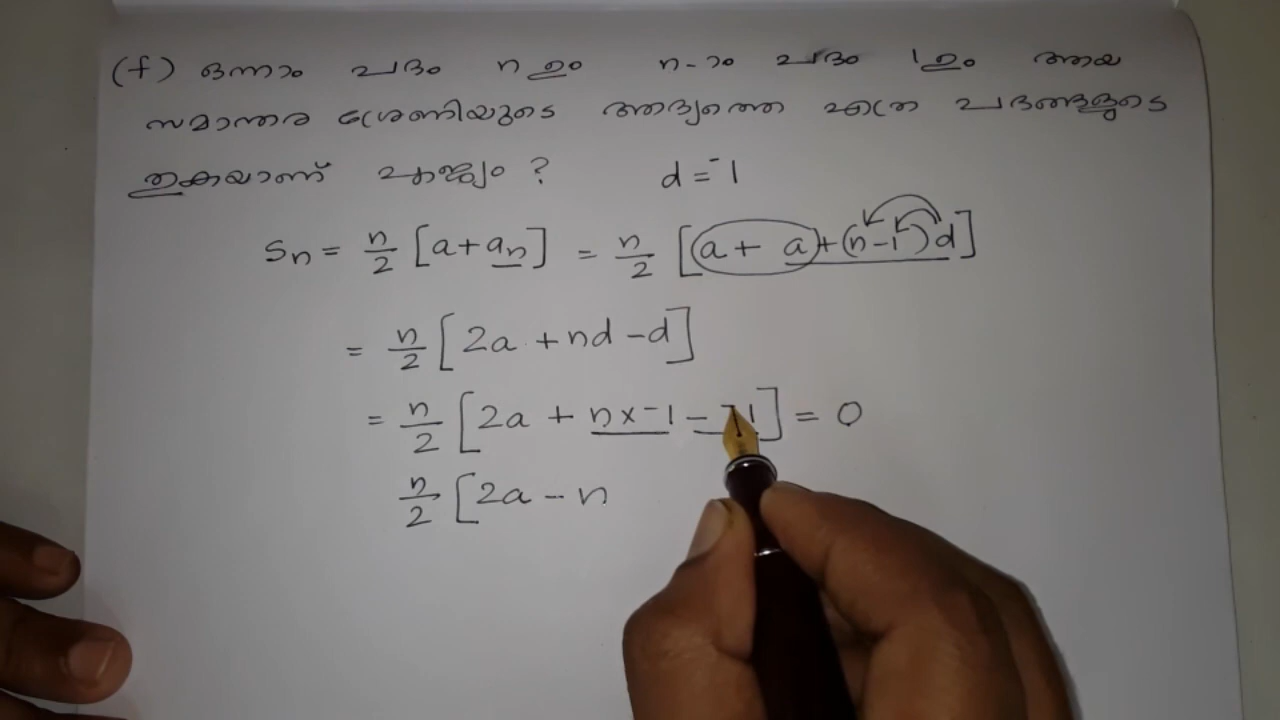 (f) ഒന്നാം പദം n ഉം n-ാം പദം 1 ഉം ആയ
സമാന്തര ശ്രേണിയുടെ ആദ്യത്തെ എത്ര പദങ്ങളുടെ
തുകയാണ് പൂജ്യം ? d = -1
Sn = n/2 [a + an] = n/2 [a + a + (n-1)d]
= n/2 [2a + nd - d]
= n/2 [2a + n x -1 - -1] = 0
n/2 [2a - n